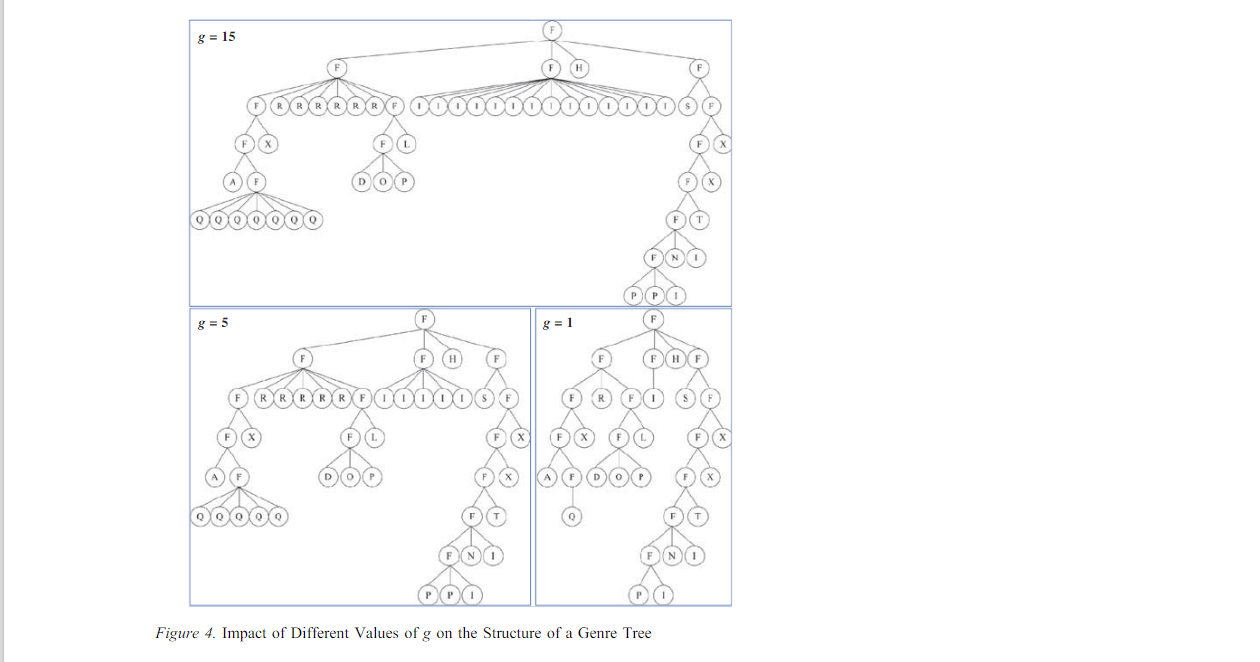 g = 15
F
F F H F
F R R R R R R F I I I I I I I I I I I I I I S F
F X F L F X
A F D O P F X
Q Q Q Q Q Q Q F T
F N I
P P I
g = 5
F
F F H F
F R R R R R F I I I I I S F
F X F L F X
A F D O P F X
Q Q Q Q Q F T
F N I
P P I
g = 1
F
F F H F
F R F I S F
F X F L F X
A F D O P F X
Q F T
F N I
P I
Figure 4. Impact of Different Values of g on the Structure of a Genre Tree